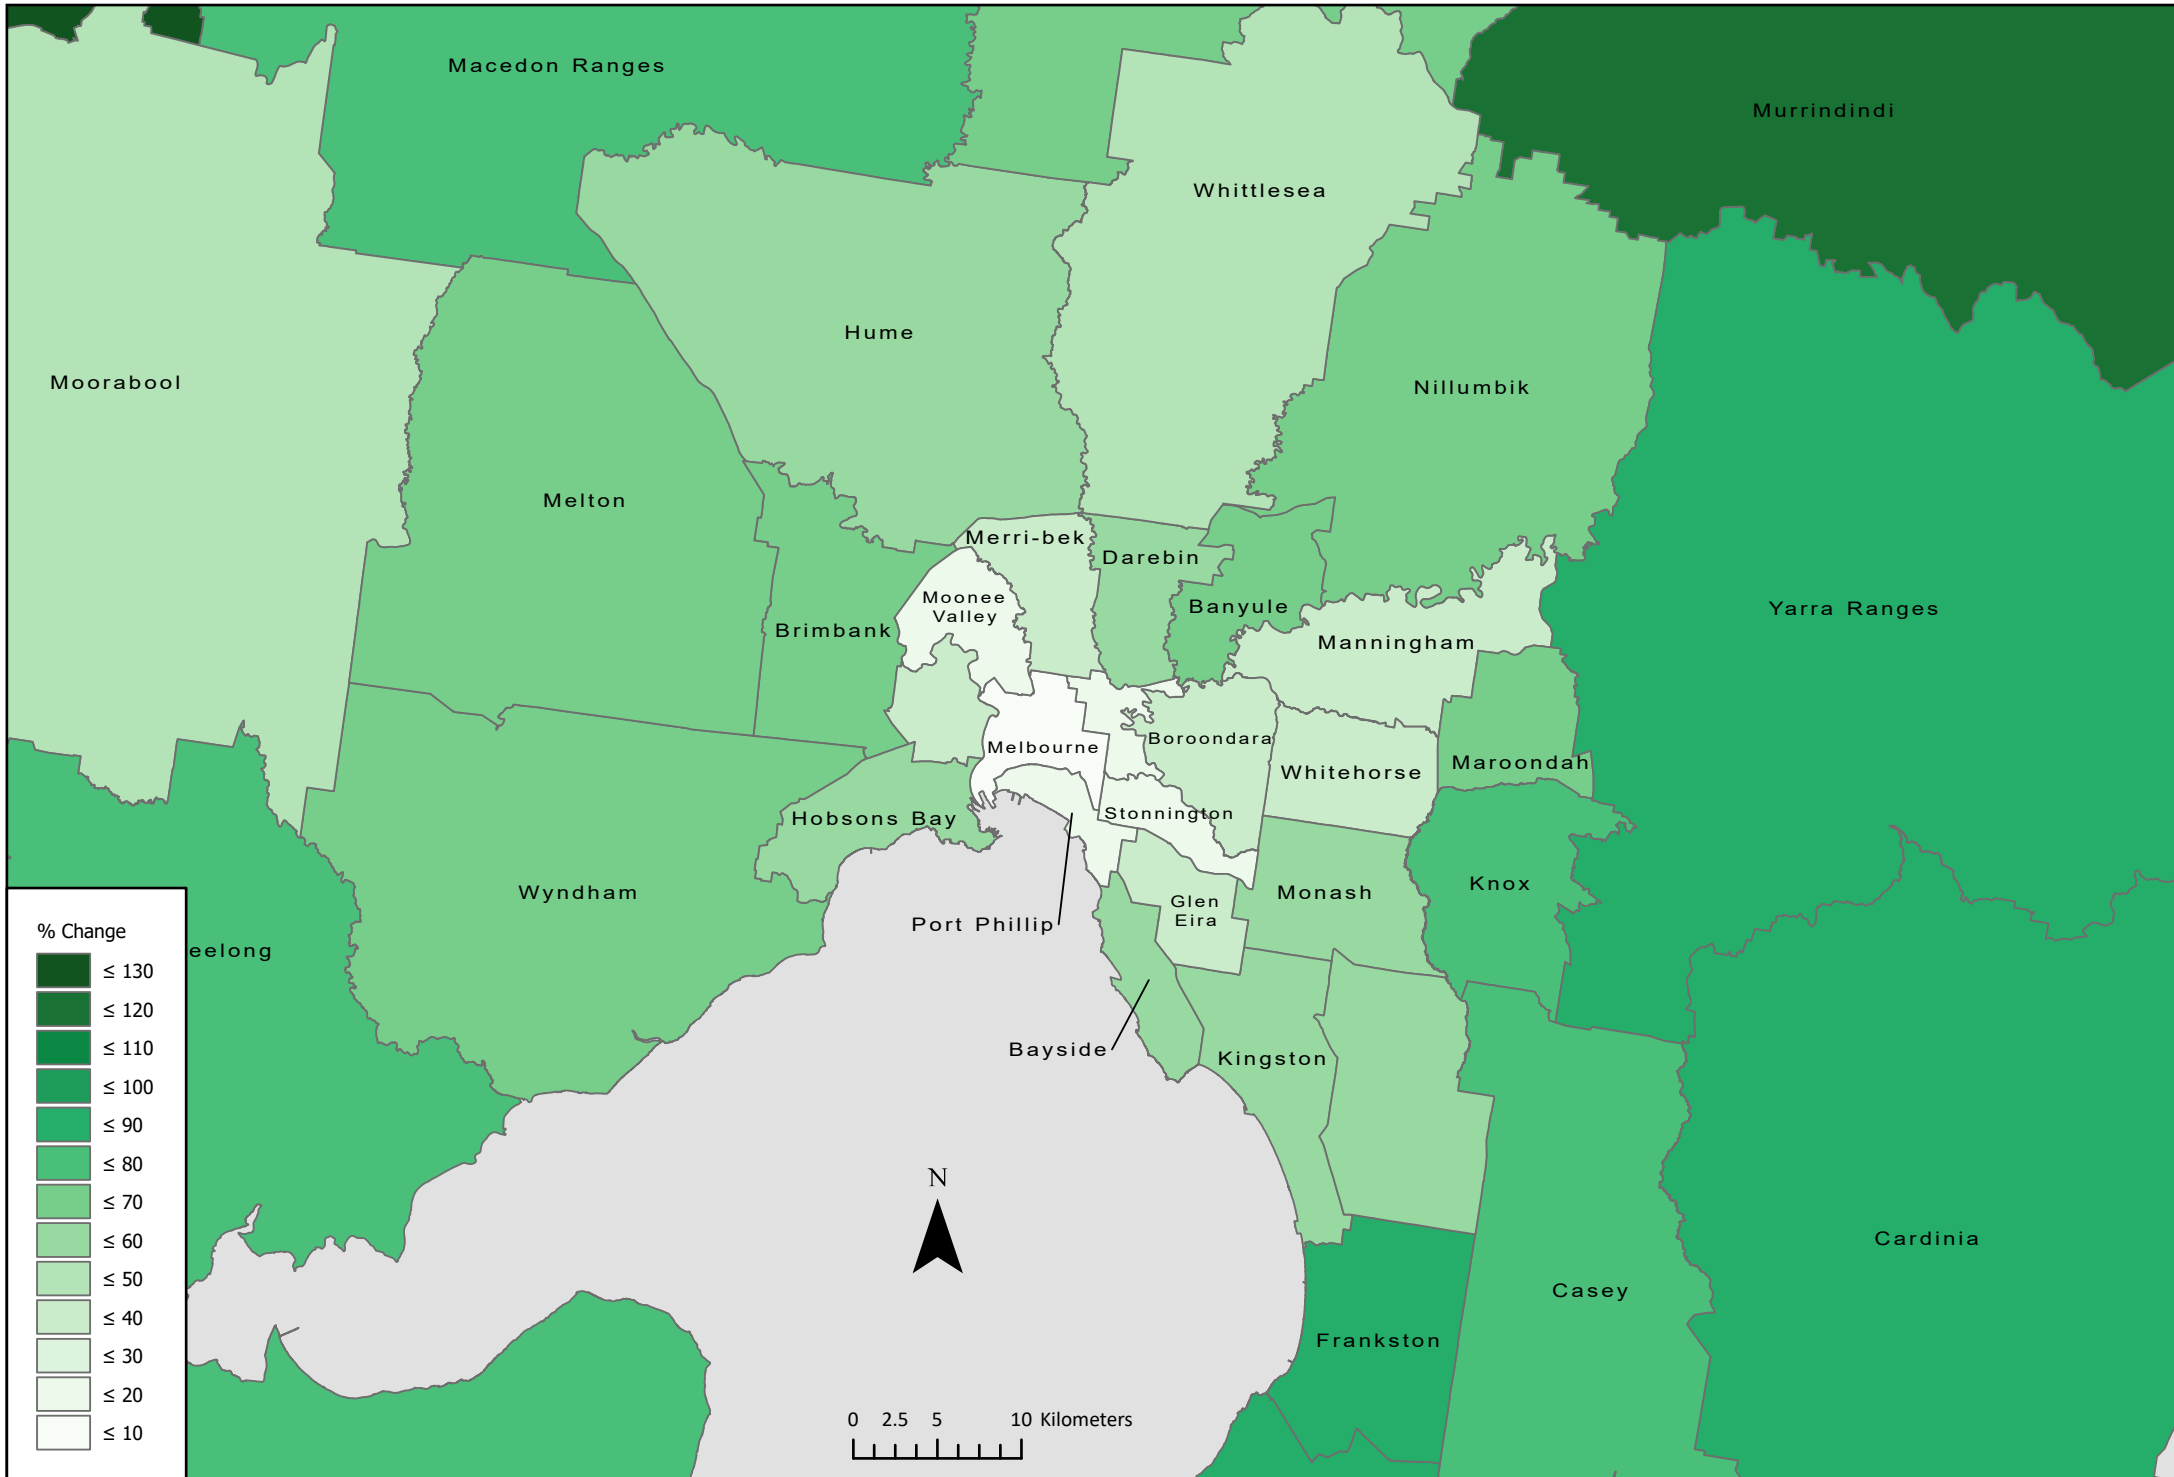 Macedon Ranges
Murrindindi
Whittlesea
Hume
Moorabool
Nillumbik
Melton
Merri-bek
Darebin
Moonee
Valley
Banyule
Yarra Ranges
Brimbank
Manningham
Melbourne
Boroondara
Maroondah
Whitehorse
Stonnington
Hobsons Bay
Wyndham
Knox
Monash
Glen
Eira
Port Phillip
eelong
Bayside
Kingston
Cardinia
Casey
Frankston
% Change
≤ 130
≤ 120
≤ 110
≤ 100
≤ 90
≤ 80
≤ 70
≤ 60
≤ 50
≤ 40
≤ 30
≤ 20
≤ 10
N
0 2.5 5 10 Kilometers